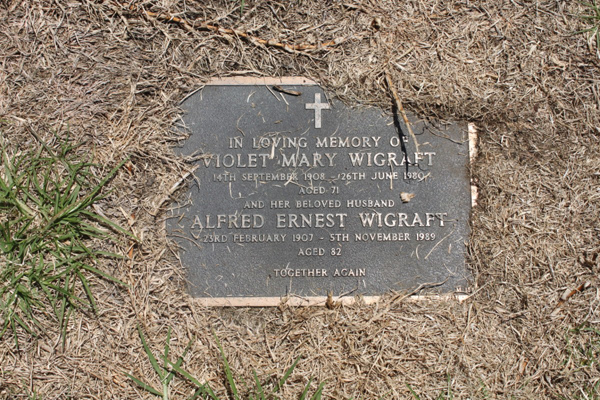 IN LOVING MEMORY OF
VIOLET MARY WIGRAFT
14TH SEPTEMBER 1908 - 26TH JUNE 1980
AGED 71
AND HER BELOVED HUSBAND
ALFRED ERNEST WIGRAFT
23RD FEBRUARY 1907 - 5TH NOVEMBER 1989
AGED 82
TOGETHER AGAIN